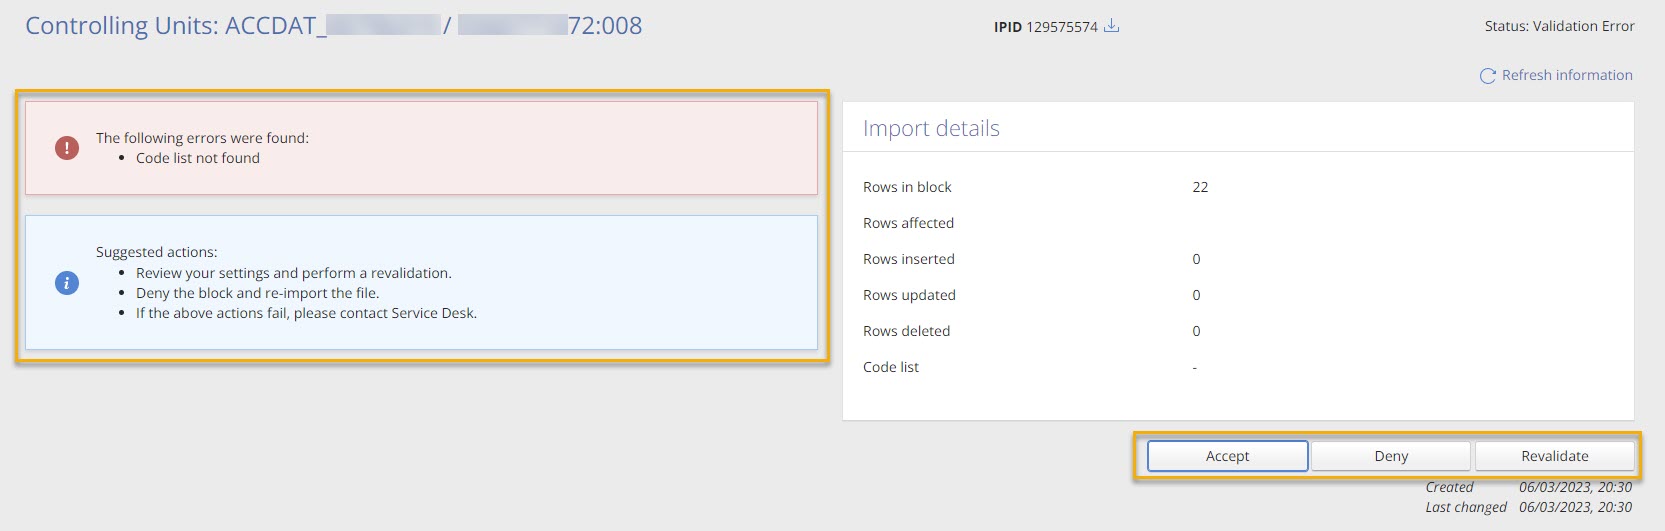 Controlling Units: ACCDAT_ / 72:008
IPID 129575574
Status: Validation Error
Refresh information
The following errors were found:
• Code list not found
Suggested actions:
• Review your settings and perform a revalidation.
• Deny the block and re-import the file.
• If the above actions fail, please contact Service Desk.
Import details
Rows in block 22
Rows affected
Rows inserted 0
Rows updated 0
Rows deleted 0
Code list -
Accept Deny Revalidate
Created 06/03/2023, 20:30
Last changed 06/03/2023, 20:30